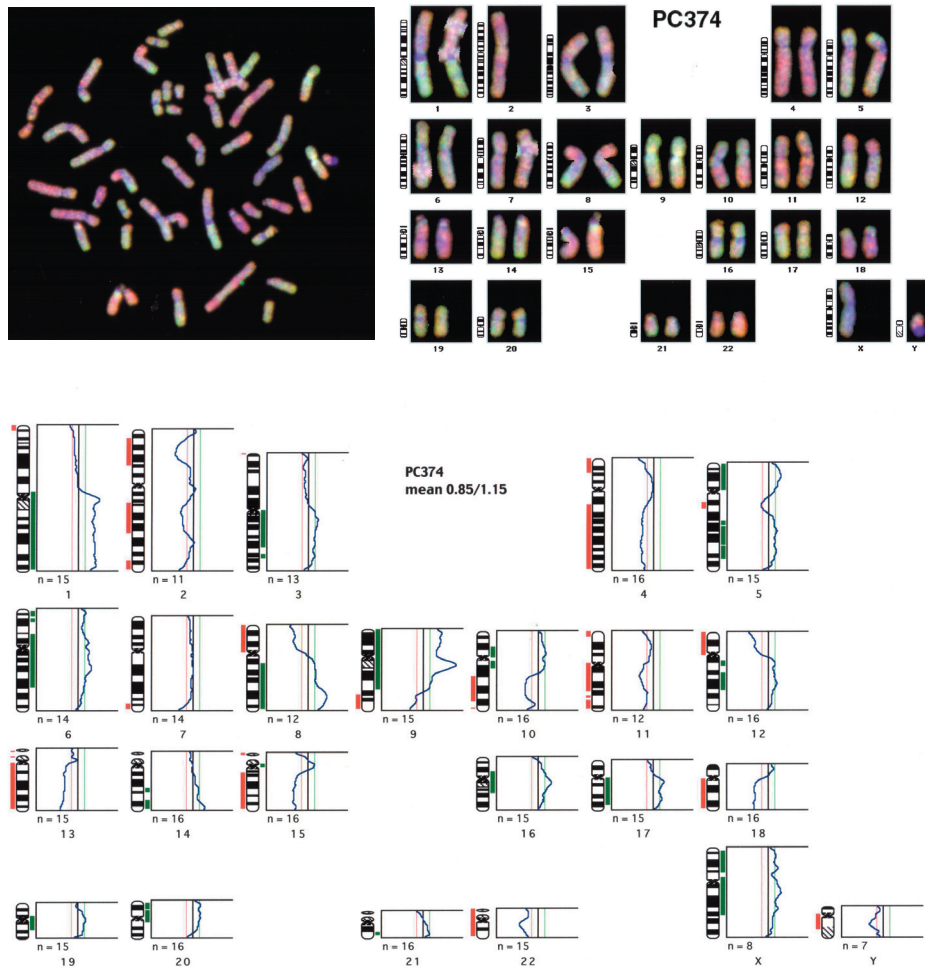 PC374
1 2 3 4 5
6 7 8 9 10 11 12
13 14 15 16 17 18
19 20 21 22 X Y
PC374
mean 0.85/1.15
n = 15 n = 11 n = 13 n = 16 n = 15
1 2 3 4 5
n = 14 n = 14 n = 12 n = 15 n = 16 n = 12 n = 16
6 7 8 9 10 11 12
n = 15 n = 16 n = 16 n = 15 n = 15 n = 16
13 14 15 16 17 18
n = 15 n = 16 n = 16 n = 15 n = 8 n = 7
19 20 21 22 X Y